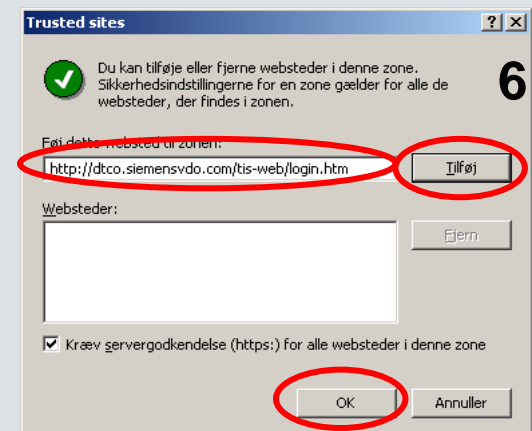 Trusted sites
Du kan tilføje eller fjerne websteder i denne zone.
Sikkerhedsindstillingerne for en zone gælder for alle de
websteder, der findes i zonen.
6
Føj dette websted til zonen:
http://dtco.siemensvdo.com/tis-web/login.htm
Tilføj
Websteder:
Fjern
Kræv servergodkendelse (https:) for alle websteder i denne zone
OK
Annuller